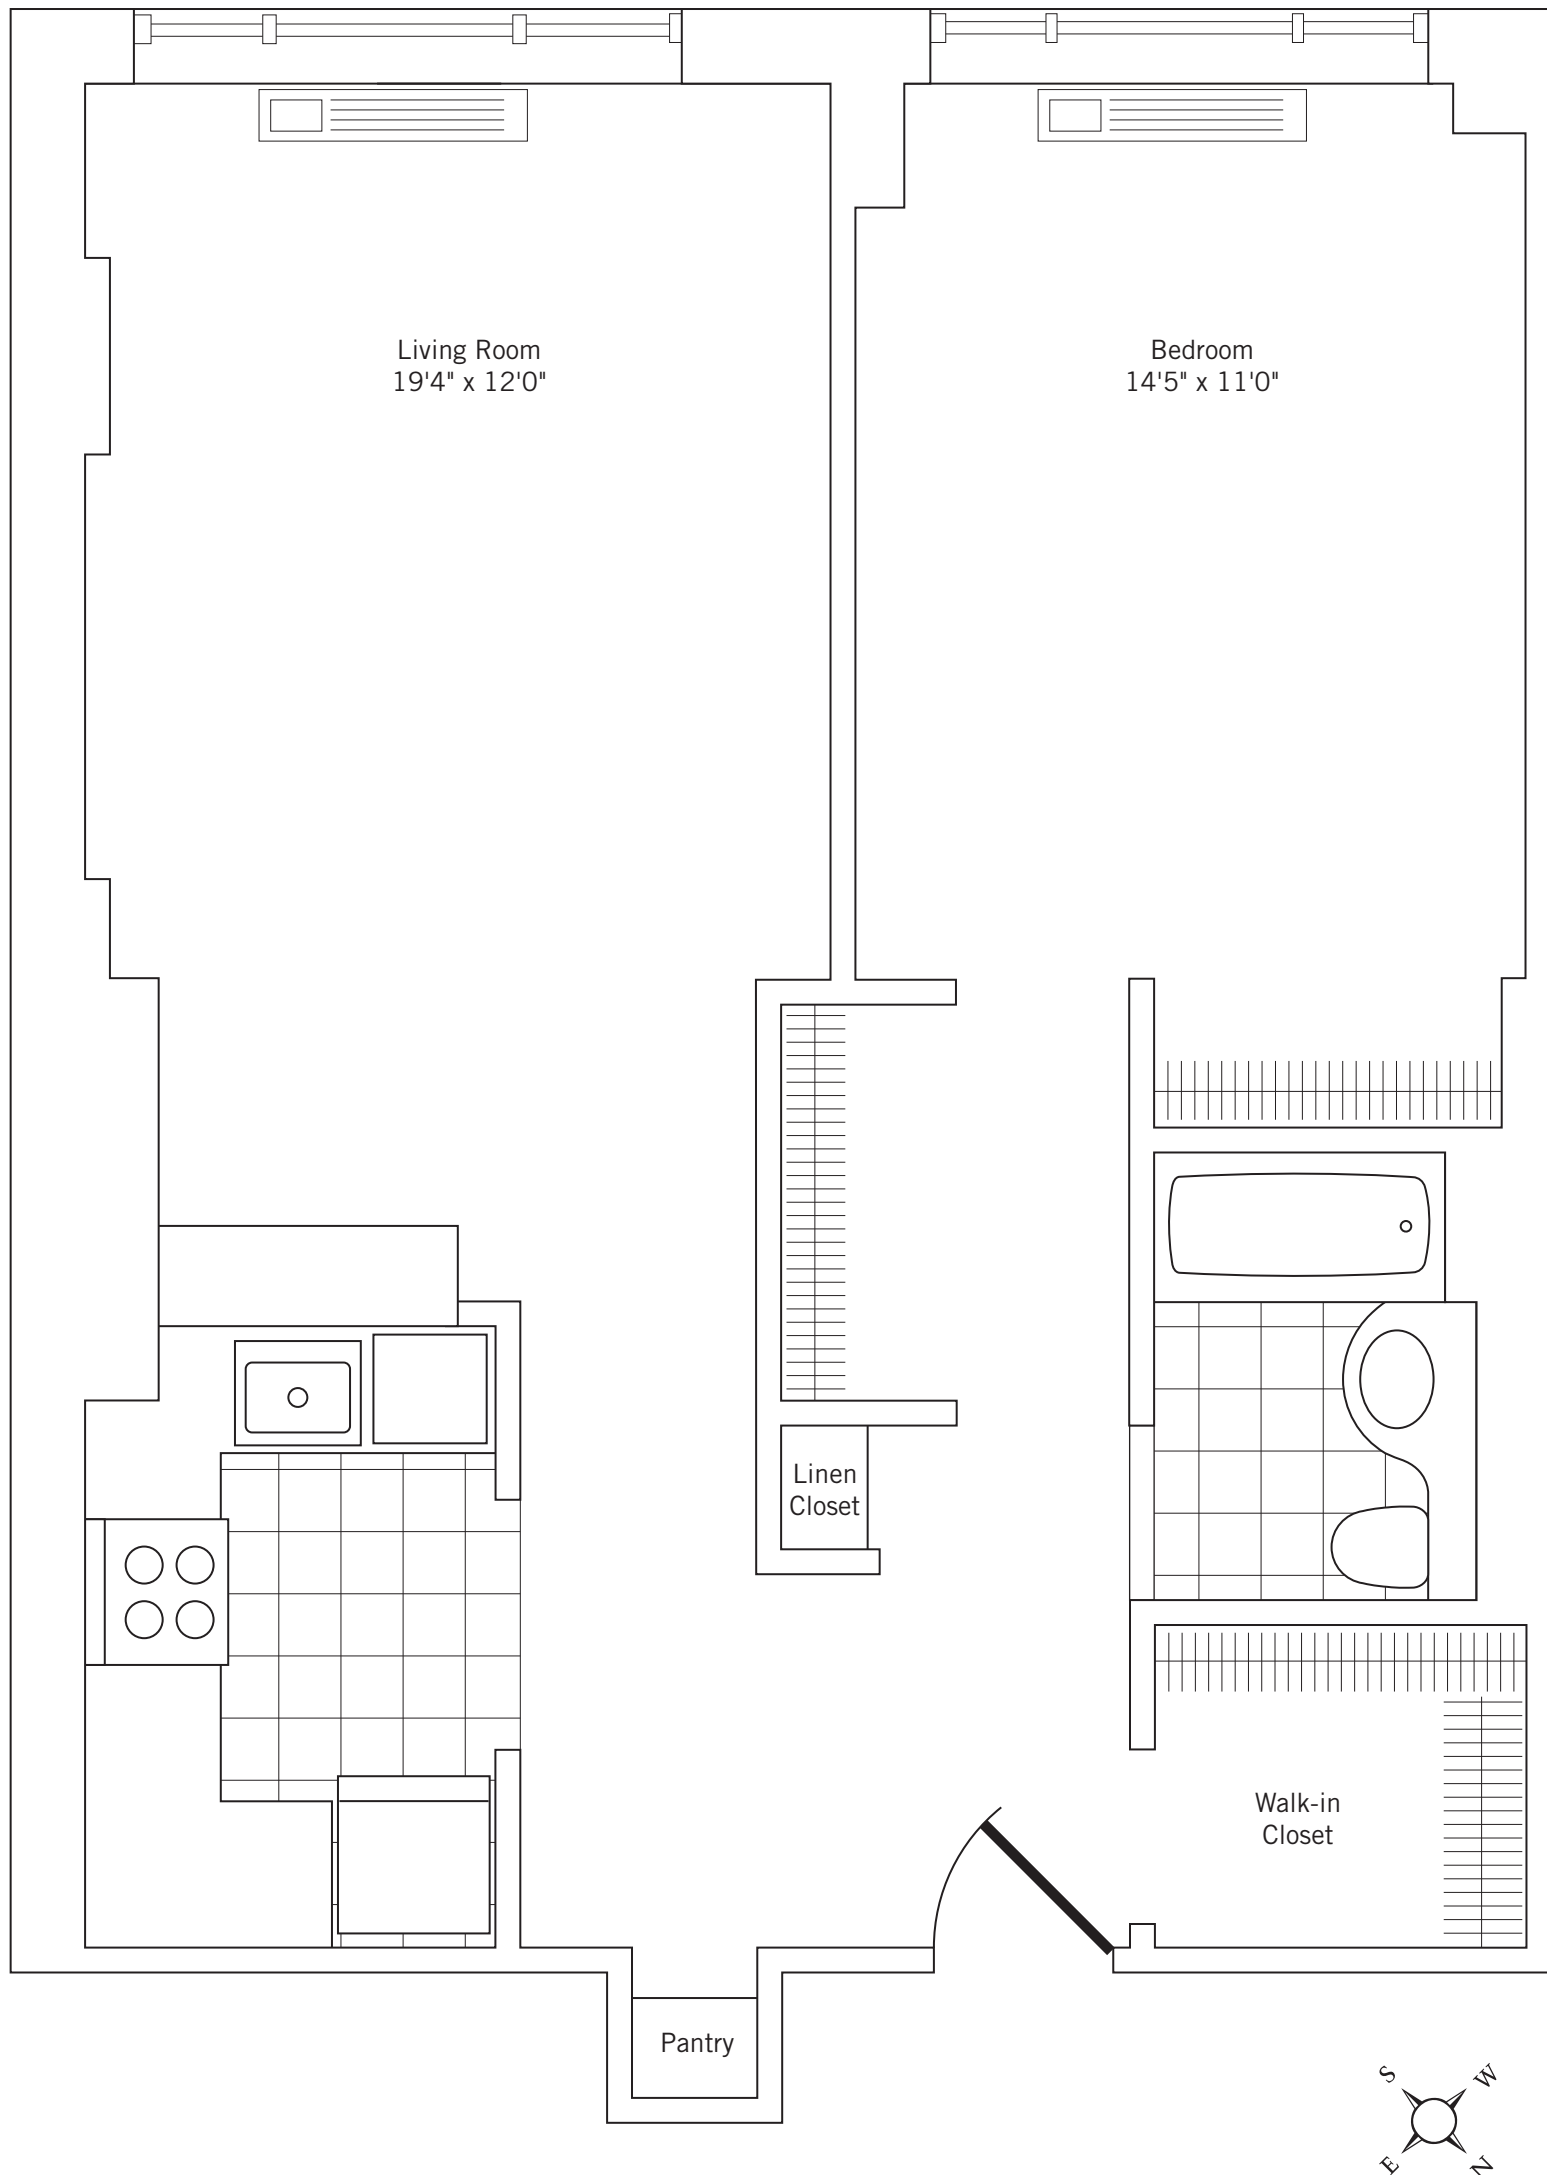 Living Room
19'4" x 12'0"
Bedroom
14'5" x 11'0"
Linen
Closet
Walk-in
Closet
Pantry
S
W
E
N